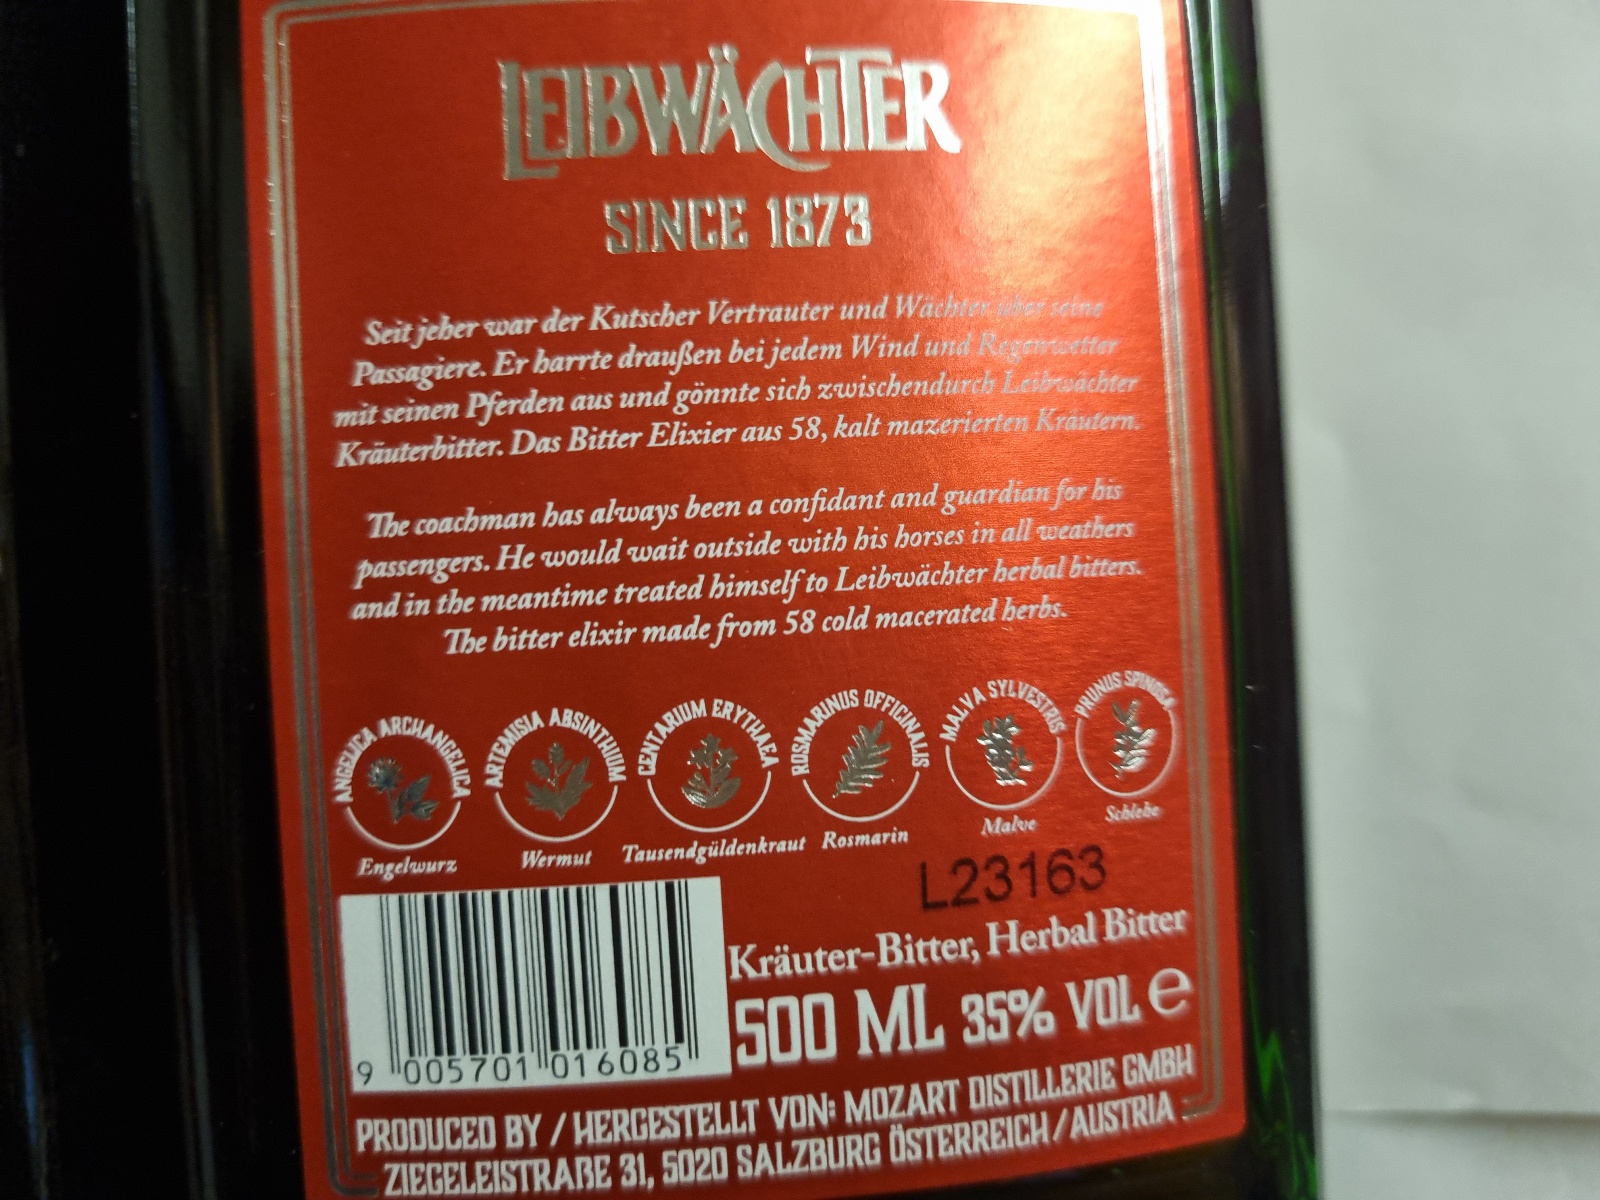 LEIBWÄCHTER
SINCE 1873
Seit jeher war der Kutscher Vertrauter und Wächter über seine
Passagiere. Er harrte draußen bei jedem Wind und Regenwetter
mit seinen Pferden aus und gönnte sich zwischendurch Leibwächter
Kräuterbitter. Das Bitter Elixier aus 58, kalt mazerierten Kräutern.
The coachman has always been a confidant and guardian for his
passengers. He would wait outside with his horses in all weathers
and in the meantime treated himself to Leibwächter herbal bitters.
The bitter elixir made from 58 cold macerated herbs.
ANGELICA ARCHANGELICA
Engelwurz
ARTEMISIA ABSINTHIUM
Wermut
CENTARIUM ERYTHAEA
Tausendgüldenkraut
ROSMARINUS OFFICINALIS
Rosmarin
MALVA SYLVESTRIS
Malve
PRUNUS SPINOSA
Schlehe
L23163
Kräuter-Bitter, Herbal Bitter
500 ML 35% VOL e
9 005701 016085
PRODUCED BY / HERGESTELLT VON: MOZART DISTILLERIE GMBH
ZIEGELEISTRAßE 31, 5020 SALZBURG ÖSTERREICH / AUSTRIA